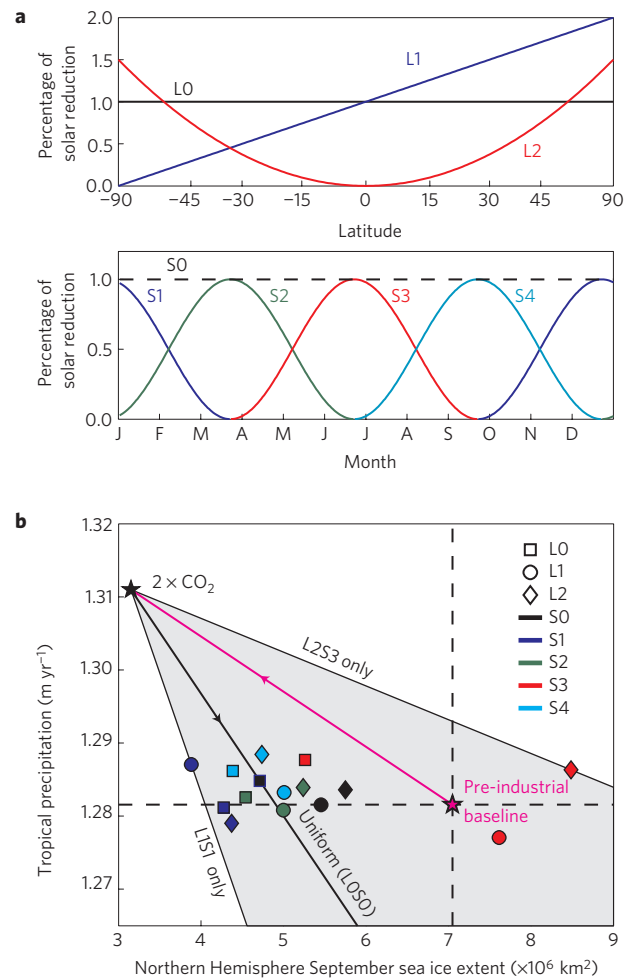 a
Percentage of
solar reduction
2.0
1.5
1.0
0.5
0.0
L0
L1
L2
−90
−45
−30
−15
0
15
30
45
90
Latitude
Percentage of
solar reduction
1.0
0.5
0.0
S0
S1
S2
S3
S4
J
F
M
A
M
J
J
A
S
O
N
D
Month
b
Tropical precipitation (m yr−1)
1.32
1.31
1.30
1.29
1.28
1.27
2 × CO2
L2S3 only
L1S1 only
Uniform (L0S0)
Pre-industrial
baseline
L0
L1
L2
S0
S1
S2
S3
S4
3
4
5
6
7
8
9
Northern Hemisphere September sea ice extent (×10⁶ km²)